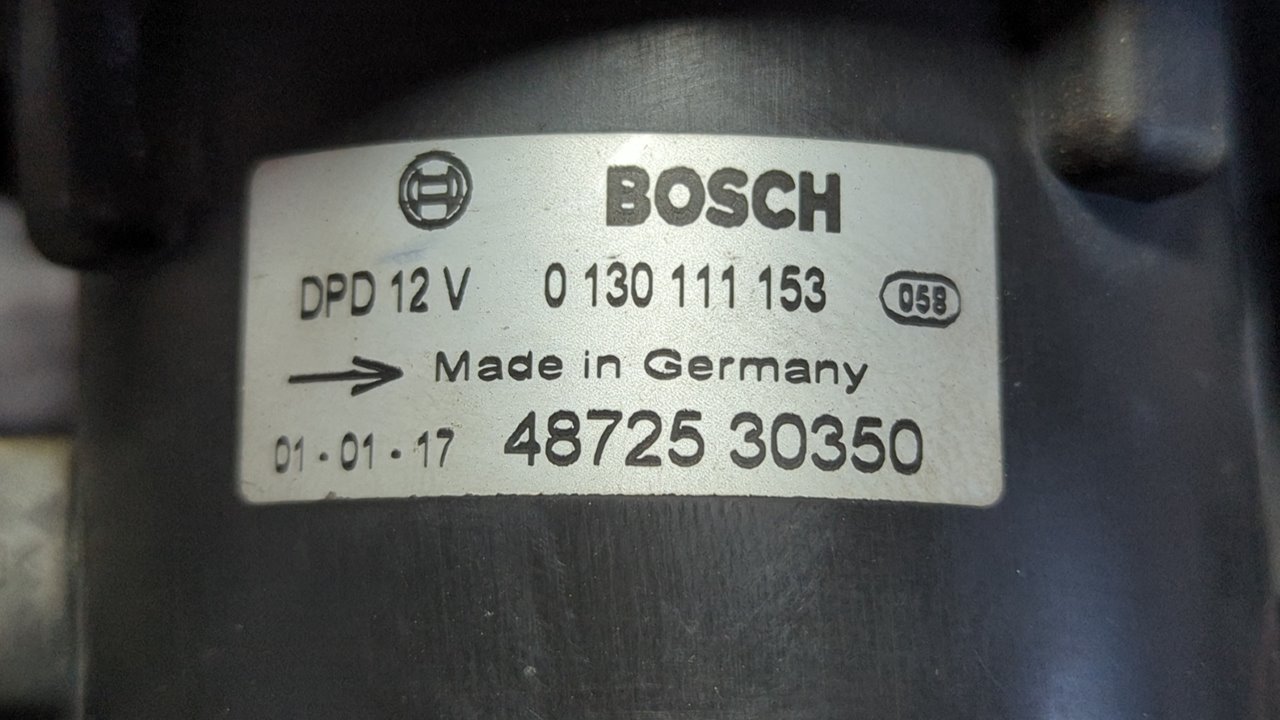 BOSCH
DPD 12 V 0 130 111 153 058
Made in Germany
01-01-17 48725 30350